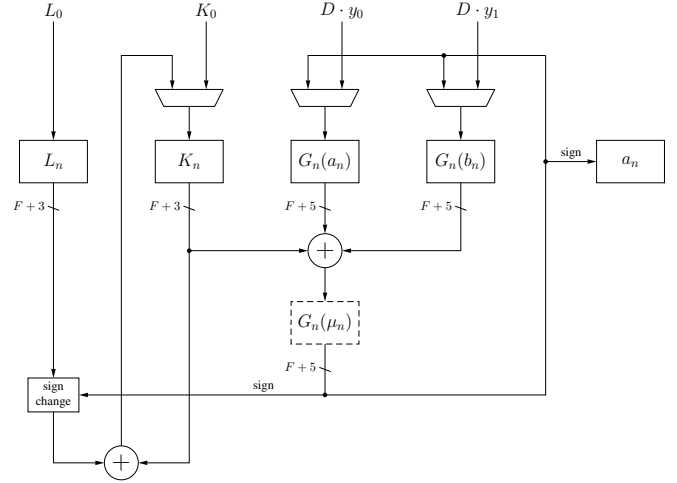 L_0
K_0
D · y_0
D · y_1
L_n
K_n
G_n(a_n)
G_n(b_n)
sign
a_n
F + 3
F + 3
F + 5
F + 5
+
G_n(μ_n)
F + 5
sign
change
sign
+